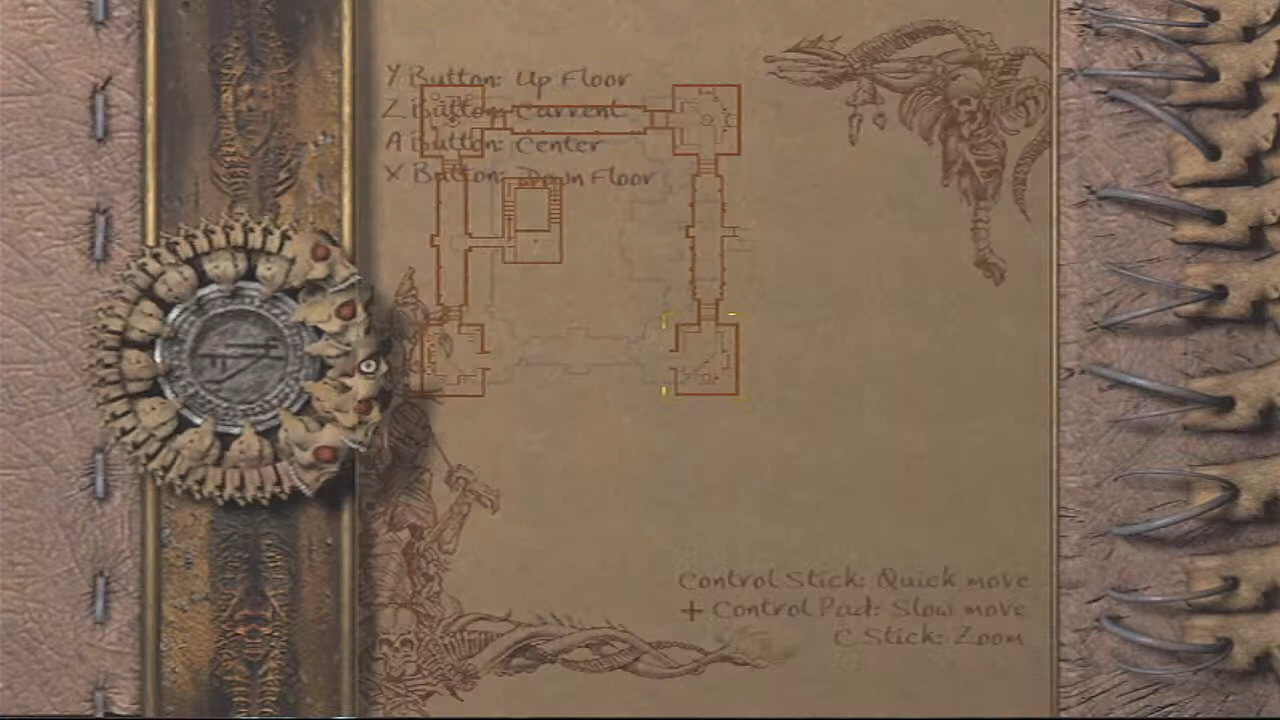 Y Button: Up Floor
Z Button: Current
A Button: Center
X Button: Down Floor
Control Stick: Quick move
+ Control Pad: Slow move
C Stick: Zoom